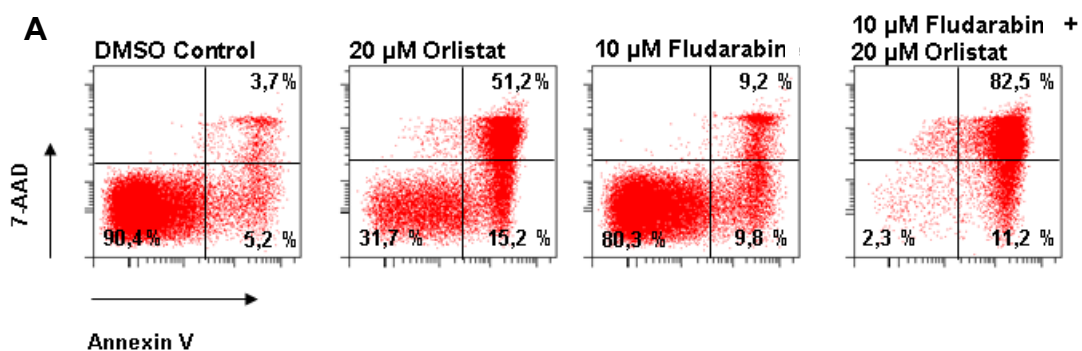 A
DMSO Control
3,7 %
90,4%
5,2 %
20 µM Orlistat
51,2 %
31,7 %
15,2 %
10 µM Fludarabin
9,2 %
80,3%
9,8 %
10 µM Fludarabin +
20 µM Orlistat
82,5 %
2,3 %
11,2 %
7-AAD
Annexin V